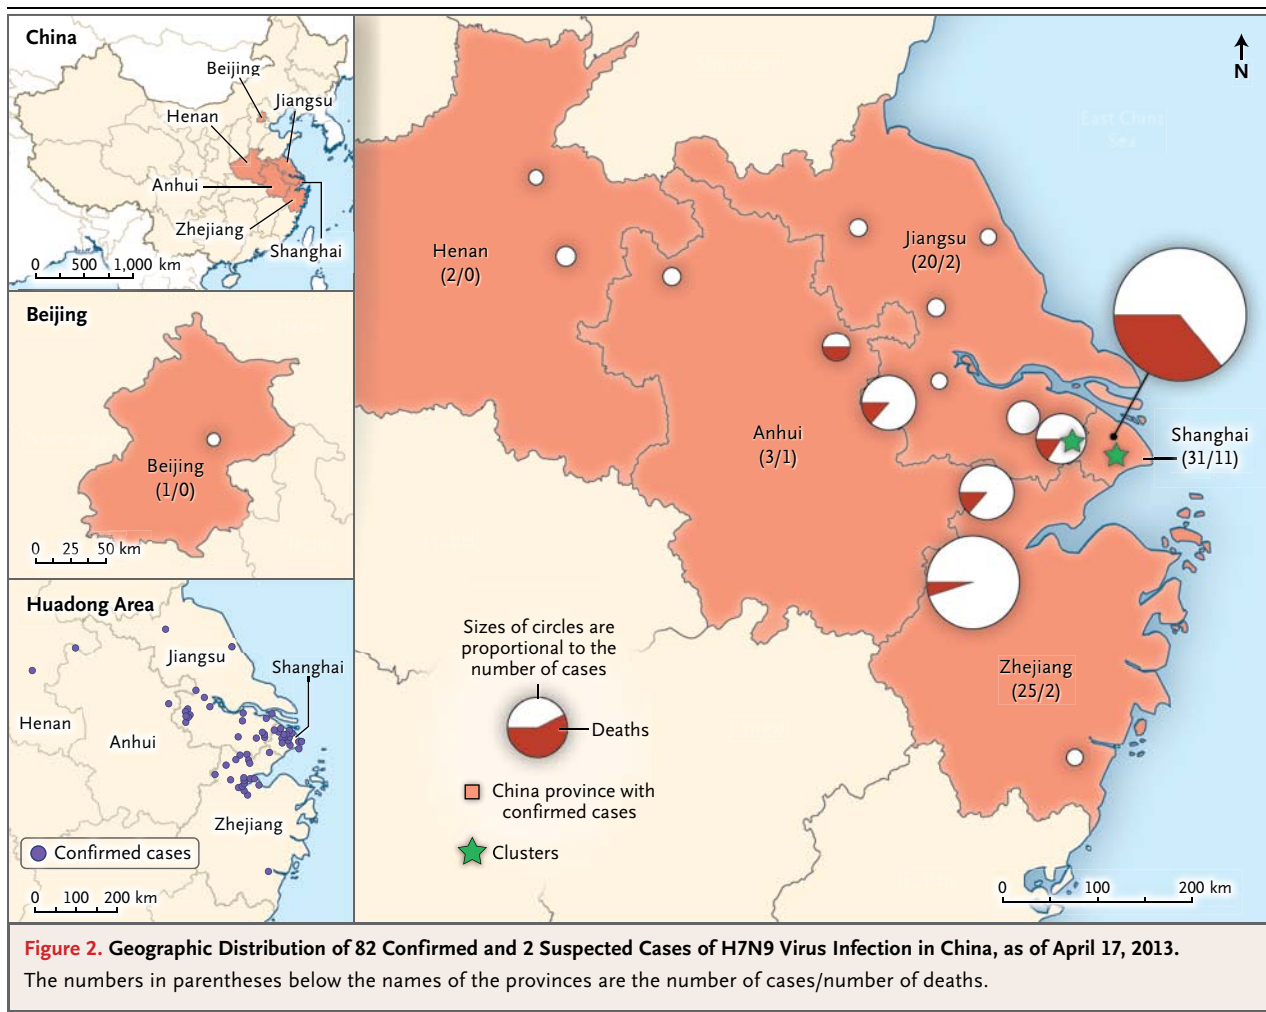 China
Beijing
Jiangsu
Henan
Anhui
Zhejiang
Shanghai
0 500 1,000 km
Beijing
Beijing
(1/0)
0 25 50 km
Huadong Area
Jiangsu
Shanghai
Henan
Anhui
Zhejiang
Confirmed cases
0 100 200 km
N
East China
Sea
Henan
(2/0)
Jiangsu
(20/2)
Anhui
(3/1)
Shanghai
(31/11)
Zhejiang
(25/2)
Sizes of circles are
proportional to the
number of cases
Deaths
China province with
confirmed cases
Clusters
0 100 200 km
Figure 2. Geographic Distribution of 82 Confirmed and 2 Suspected Cases of H7N9 Virus Infection in China, as of April 17, 2013.
The numbers in parentheses below the names of the provinces are the number of cases/number of deaths.